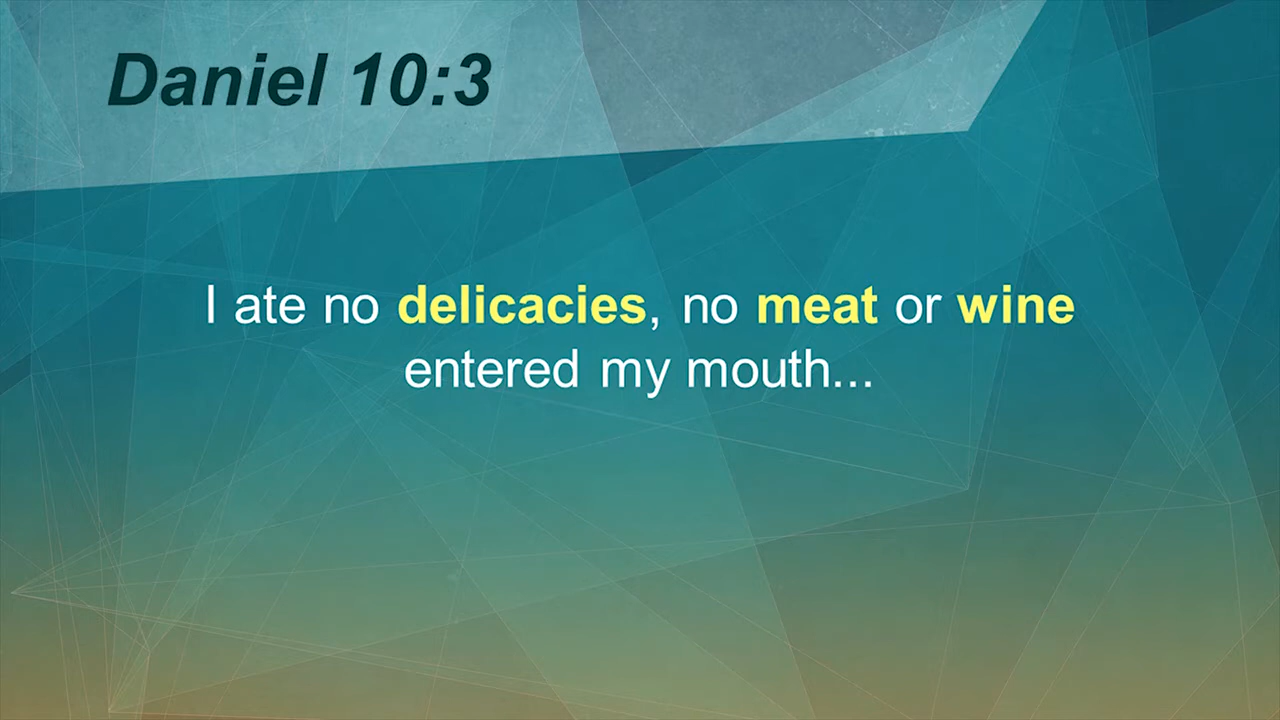 Daniel 10:3
I ate no delicacies, no meat or wine
entered my mouth...